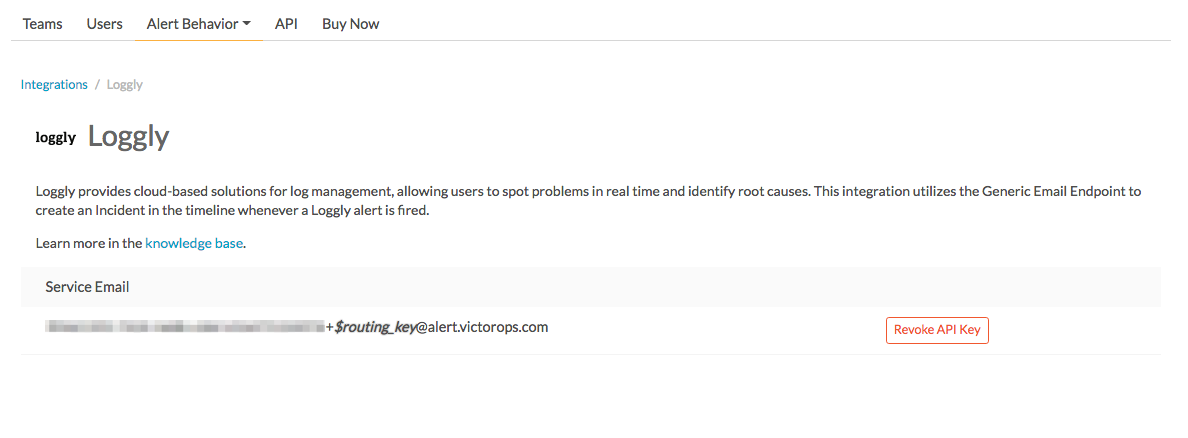 Teams Users Alert Behavior API Buy Now
Integrations / Loggly
loggly Loggly
Loggly provides cloud-based solutions for log management, allowing users to spot problems in real time and identify root causes. This integration utilizes the Generic Email Endpoint to
create an Incident in the timeline whenever a Loggly alert is fired.
Learn more in the knowledge base.
Service Email
+$routing_key@alert.victorops.com Revoke API Key